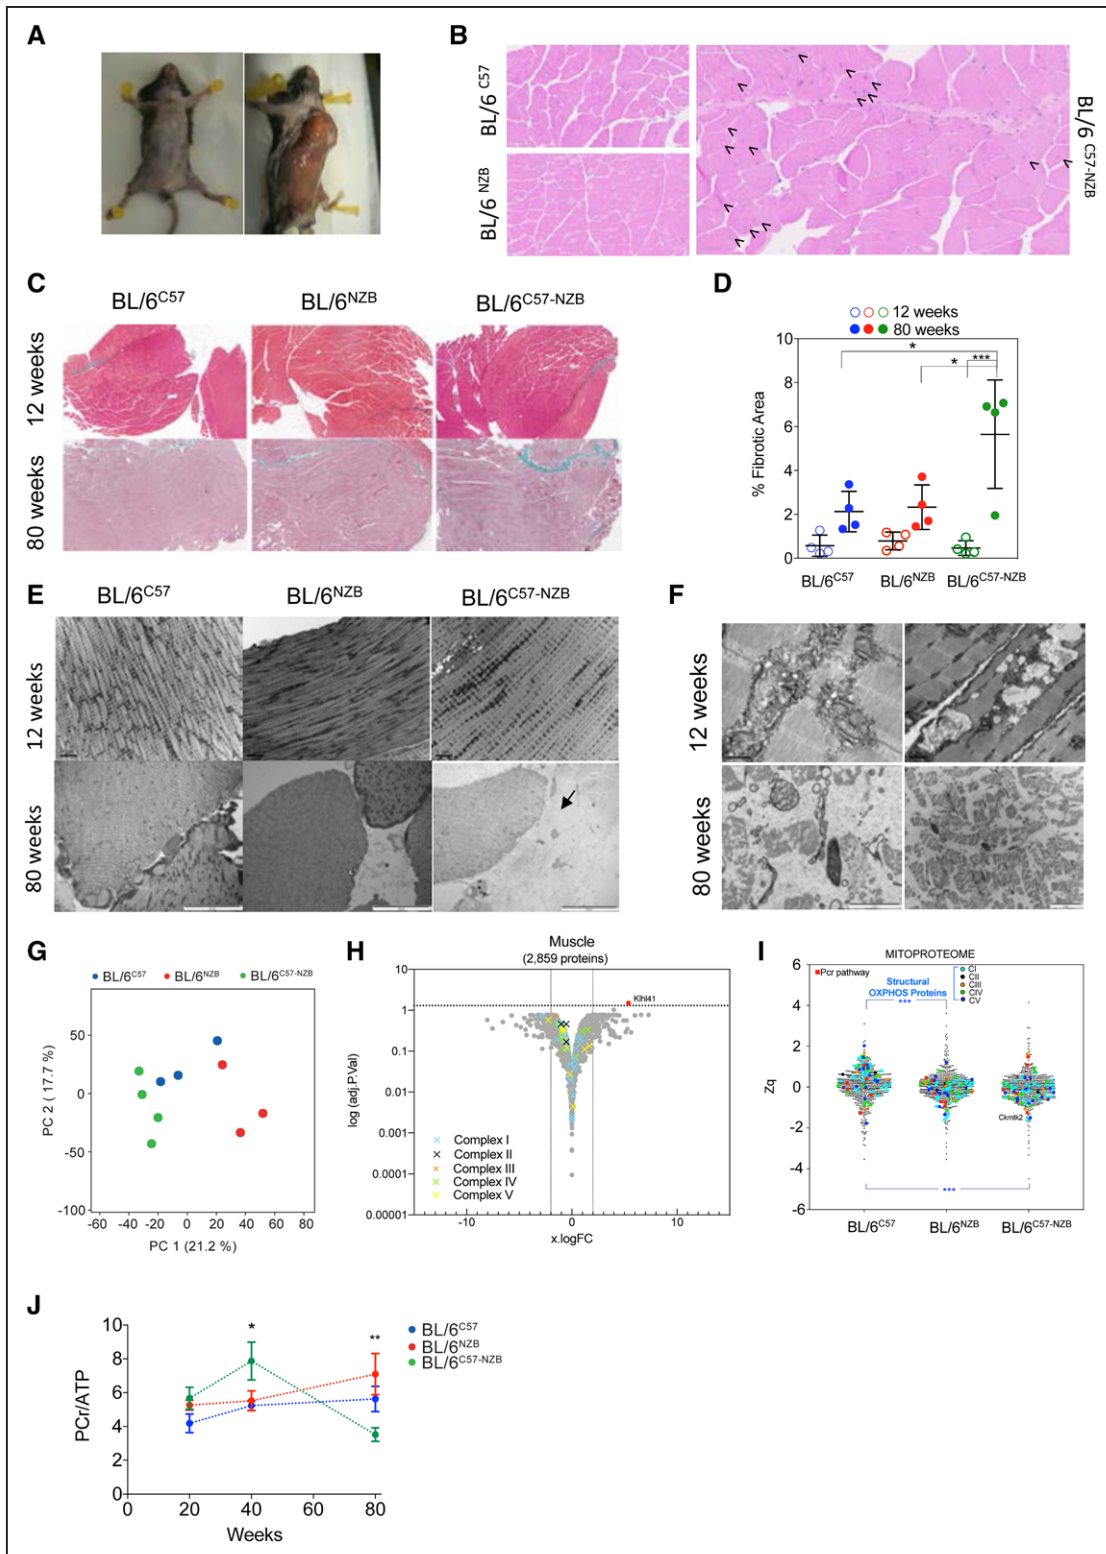 A
B
BL/6 C57
BL/6 NZB
BL/6 C57-NZB
C
BL/6C57
BL/6NZB
BL/6C57-NZB
12 weeks
80 weeks
D
12 weeks
80 weeks
10
8
6
4
2
0
% Fibrotic Area
*
*
***
BL/6C57
BL/6NZB
BL/6C57-NZB
E
BL/6C57
BL/6NZB
BL/6C57-NZB
12 weeks
80 weeks
F
12 weeks
80 weeks
G
BL/6C57
BL/6NZB
BL/6C57-NZB
PC 2 ( 17.7 %)
50
0
-50
-100
-60
-40
-20
0
20
40
60
80
PC 1 (21.2 %)
H
Muscle
(2,859 proteins)
log (adj.P.Val)
10
1
0.1
0.01
0.001
0.0001
0.00001
Klhl41
Complex I
Complex II
Complex III
Complex IV
Complex V
-10
0
10
x.logFC
I
MITOPROTEOME
Pcr pathway
Structural
OXPHOS Proteins
CI
CII
CIII
CIV
CV
***
Zq
6
4
2
0
-2
-4
-6
Ckmtk2
***
BL/6C57
BL/6NZB
BL/6C57-NZB
J
PCr/ATP
10
8
6
4
2
0
*
**
BL/6C57
BL/6NZB
BL/6C57-NZB
0
20
40
60
80
Weeks